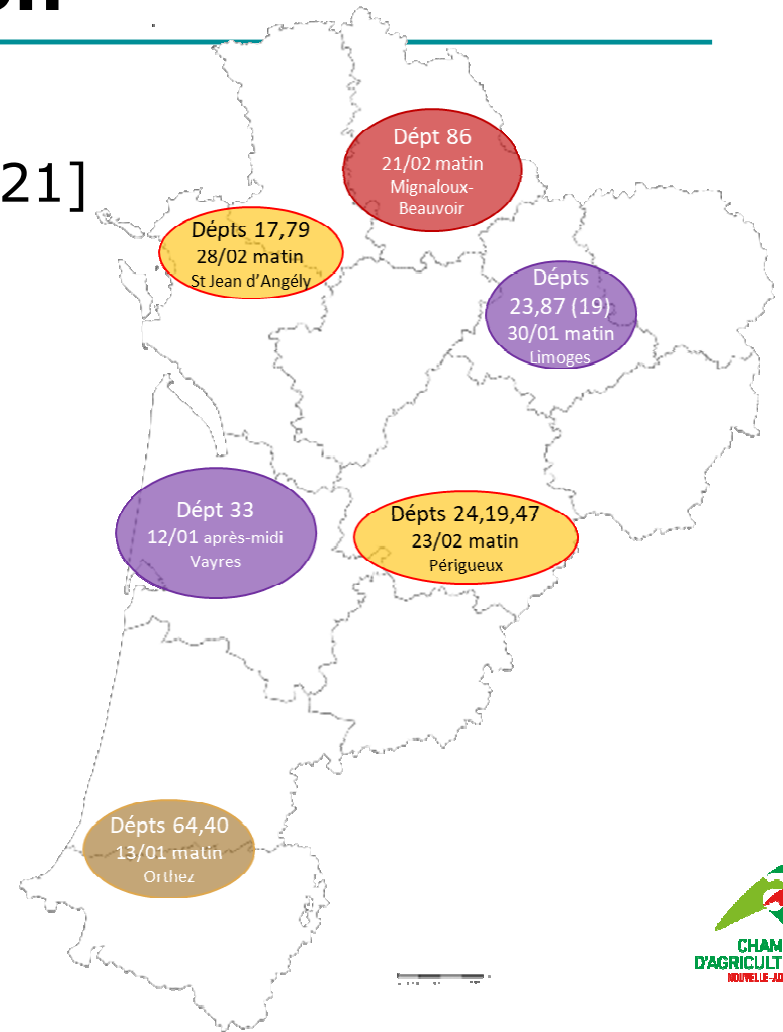 21]
Dépt 86
21/02 matin
Mignaloux-
Beauvoir
Dépts 17,79
28/02 matin
St Jean d'Angély
Dépts
23,87 (19)
30/01 matin
Limoges
Dépt 33
12/01 après-midi
Vayres
Dépts 24,19,47
23/02 matin
Périgueux
Dépts 64,40
13/01 matin
Orthez
CHAM
D'AGRICULT
NOUVELLE-AQ